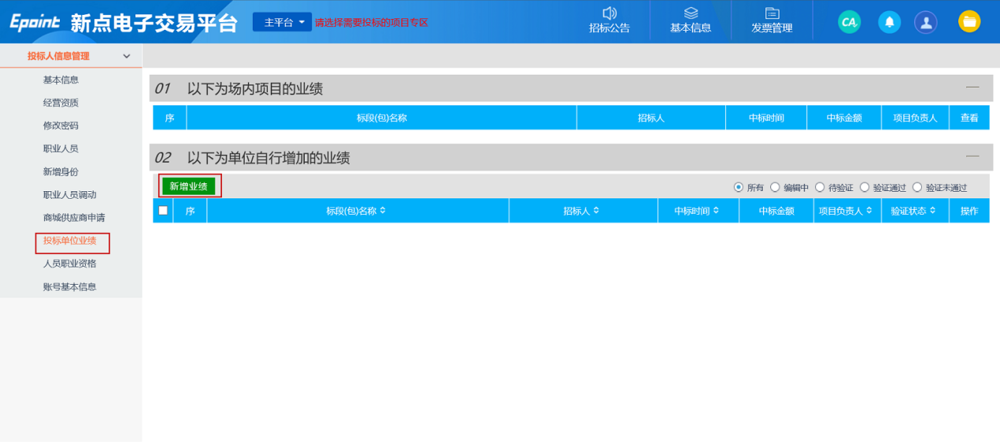 Epoint 新点电子交易平台 主平台 请选择需要投标的项目专区 招标公告 基本信息 发票管理 CA
投标人信息管理
基本信息
经营资质
修改密码
职业人员
新增身份
职业人员调动
商城供应商申请
投标单位业绩
人员职业资格
账号基本信息
01 以下为场内项目的业绩
序 标段(包)名称 招标人 中标时间 中标金额 项目负责人 查看
02 以下为单位自行增加的业绩
新增业绩 所有 编辑中 待验证 验证通过 验证未通过
序 标段(包)名称 招标人 中标时间 中标金额 项目负责人 验证状态 操作